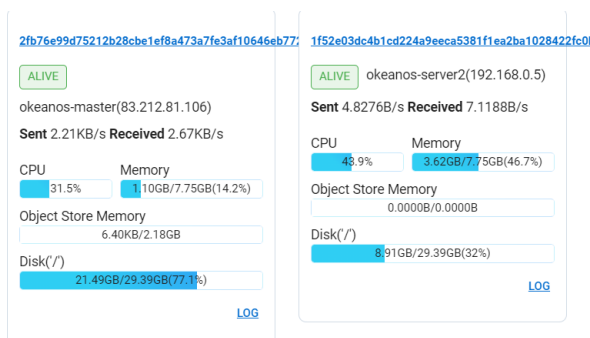 2fb76e99d75212b28cbe1ef8a473a7fe3af10646eb772
ALIVE
okeanos-master(83.212.81.106)
Sent 2.21KB/s Received 2.67KB/s
CPU
31.5%
Memory
1.10GB/7.75GB(14.2%)
Object Store Memory
6.40KB/2.18GB
Disk('/')
21.49GB/29.39GB(77.1%)
LOG
1f52e03dc4b1cd224a9eeca5381f1ea2ba1028422fc0
ALIVE okeanos-server2(192.168.0.5)
Sent 4.8276B/s Received 7.1188B/s
CPU
43.9%
Memory
3.62GB/7.75GB(46.7%)
Object Store Memory
0.0000B/0.0000B
Disk('/')
8.91GB/29.39GB(32%)
LOG